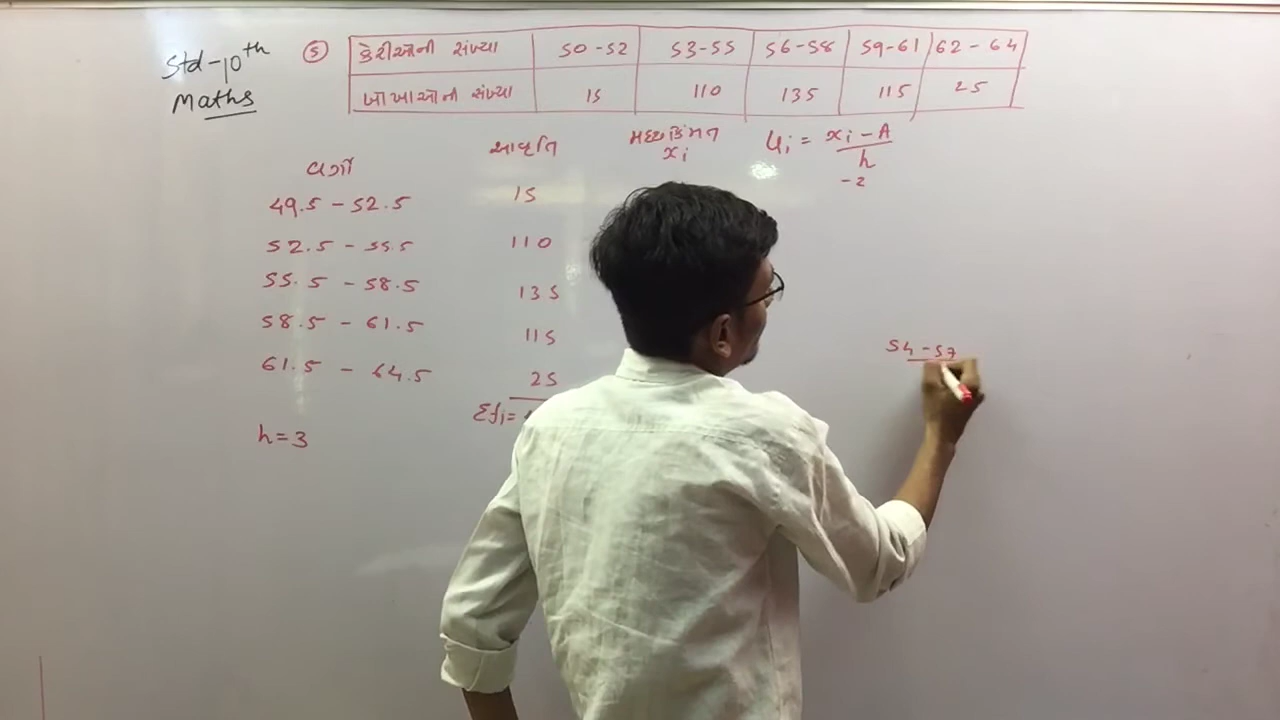 Std-10th
Maths
5 કેરીઓની સંખ્યા 50-52 53-55 56-58 59-61 62-64
ખોખાઓની સંખ્યા 15 110 135 115 25
વર્ગો આવૃતિ મધ્યકિંમત xi ui = xi - A / h
-2
49.5 - 52.5 15
52.5 - 55.5 110
55.5 - 58.5 135
58.5 - 61.5 115
61.5 - 64.5 25
Σfi=
h=3
54-57